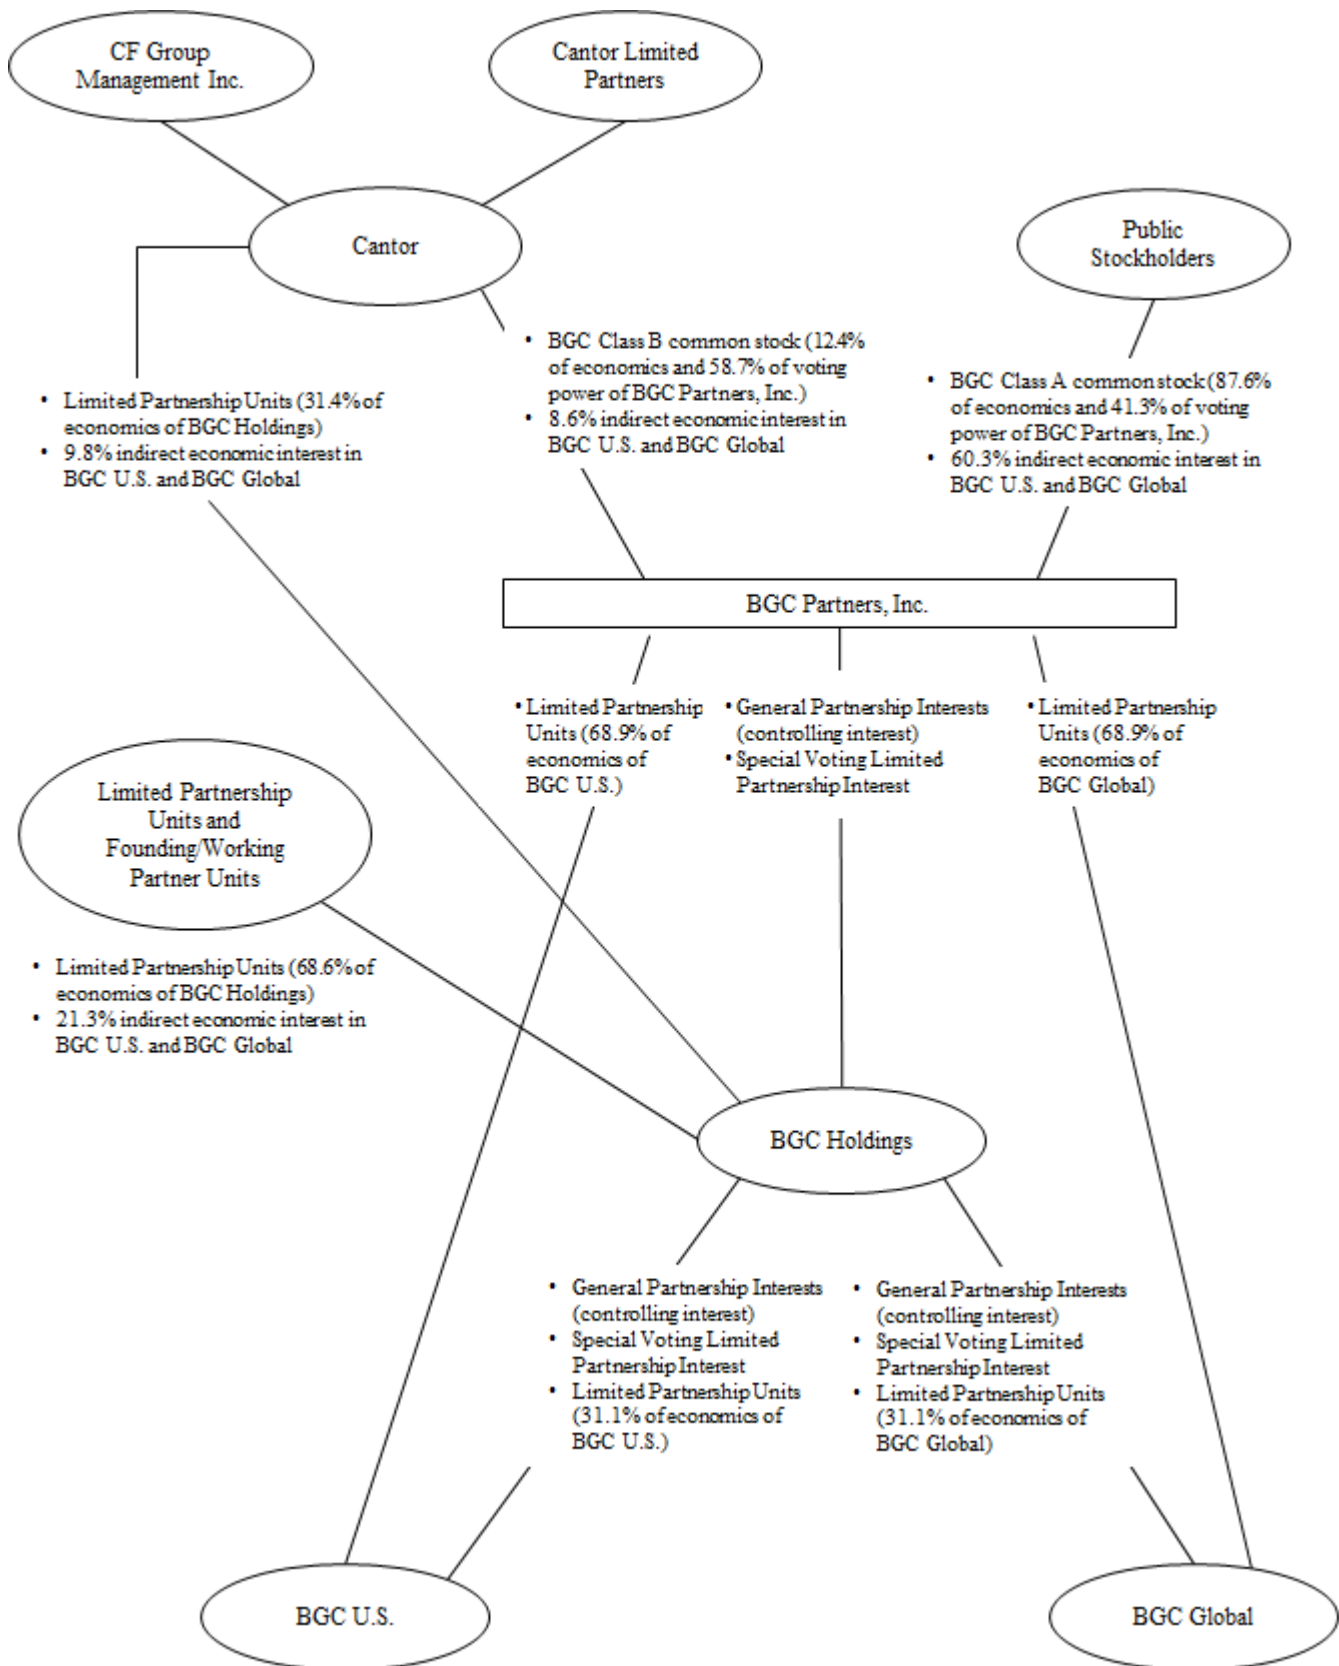 CF Group
Management Inc.
Cantor Limited
Partners
Cantor
Public
Stockholders
• BGC Class B common stock (12.4%
of economics and 58.7% of voting
power of BGC Partners, Inc.)
• 8.6% indirect economic interest in
BGC U.S. and BGC Global
• BGC Class A common stock (87.6%
of economics and 41.3% of voting
power of BGC Partners, Inc.)
• 60.3% indirect economic interest in
BGC U.S. and BGC Global
• Limited Partnership Units (31.4% of
economics of BGC Holdings)
• 9.8% indirect economic interest in
BGC U.S. and BGC Global
BGC Partners, Inc.
• Limited Partnership
Units (68.9% of
economics of
BGC U.S.)
• General Partnership Interests
(controlling interest)
• Special Voting Limited
Partnership Interest
• Limited Partnership
Units (68.9% of
economics of
BGC Global)
Limited Partnership
Units and
Founding/Working
Partner Units
• Limited Partnership Units (68.6% of
economics of BGC Holdings)
• 21.3% indirect economic interest in
BGC U.S. and BGC Global
BGC Holdings
• General Partnership Interests
(controlling interest)
• Special Voting Limited
Partnership Interest
• Limited Partnership Units
(31.1% of economics of
BGC U.S.)
• General Partnership Interests
(controlling interest)
• Special Voting Limited
Partnership Interest
• Limited Partnership Units
(31.1% of economics of
BGC Global)
BGC U.S.
BGC Global